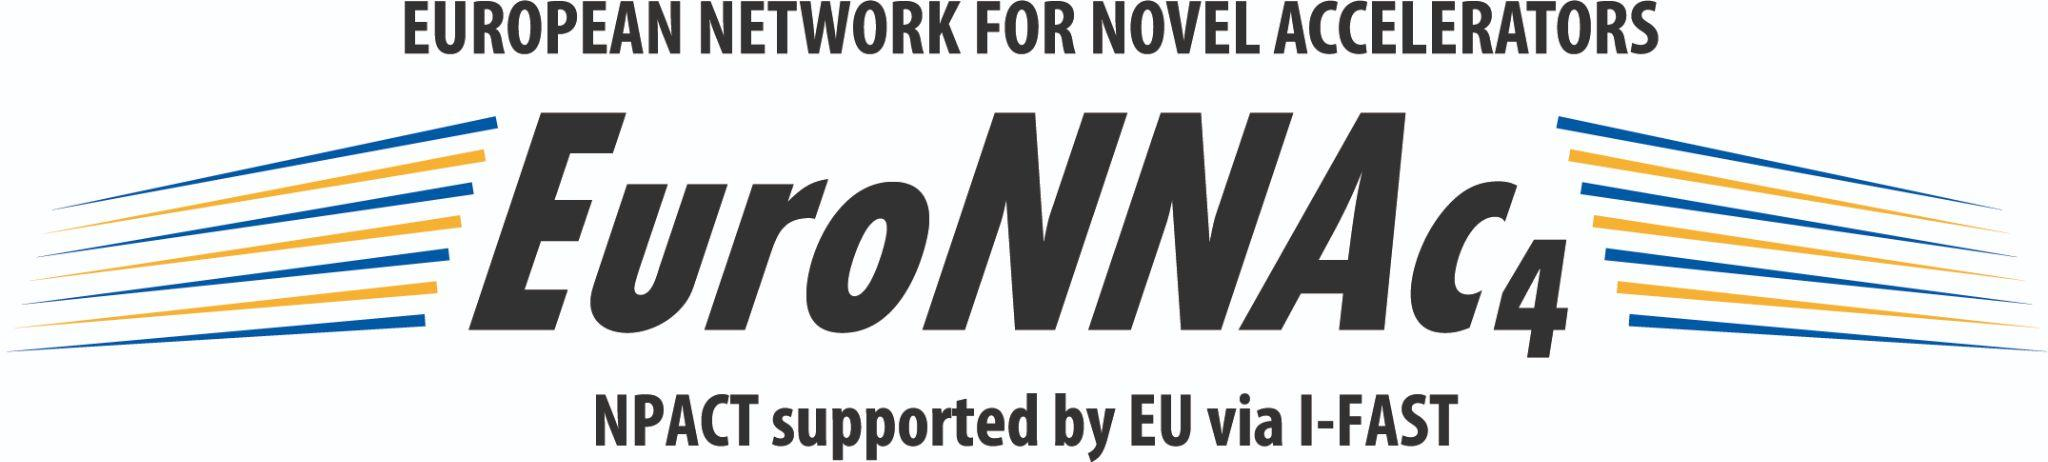 EUROPEAN NETWORK FOR NOVEL ACCELERATORS
EuroNNAc4
NPACT supported by EU via I-FAST